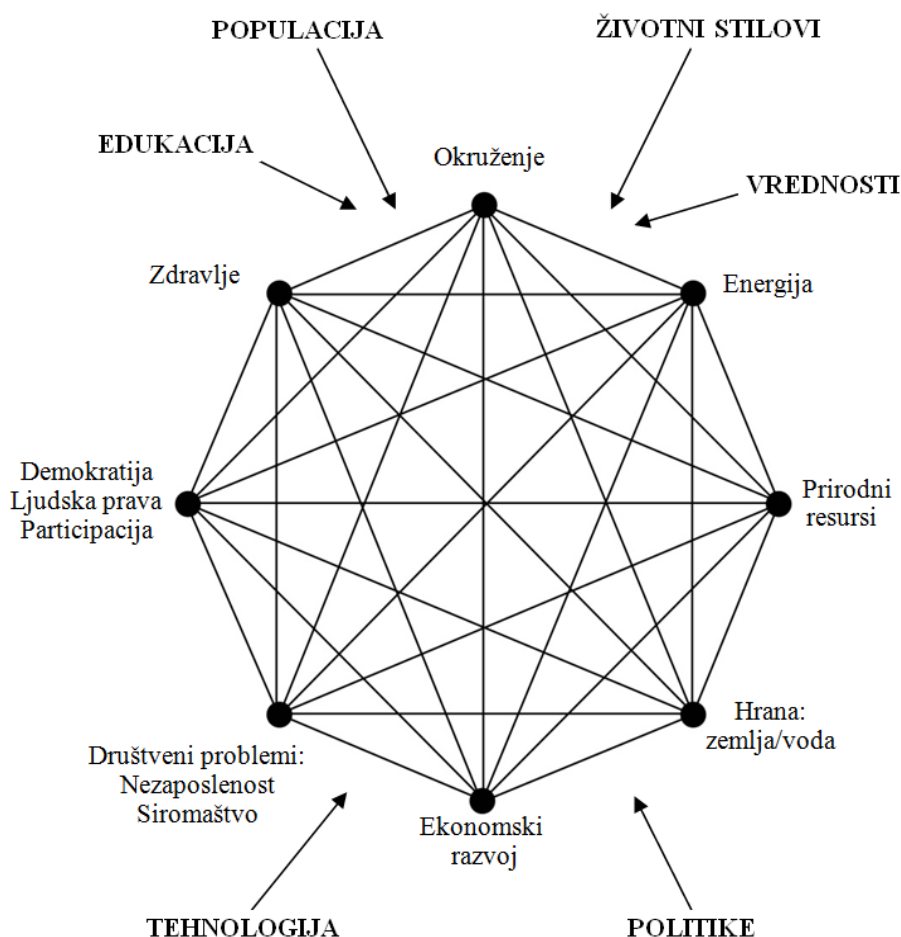 POPULACIJA
ŽIVOTNI STILOVI
EDUKACIJA
Okruženje
VREDNOSTI
Zdravlje
Energija
Demokratija
Ljudska prava
Participacija
Prirodni
resursi
Hrana:
zemlja/voda
Društveni problemi:
Nezaposlenost
Siromaštvo
Ekonomski
razvoj
TEHNOLOGIJA
POLITIKE